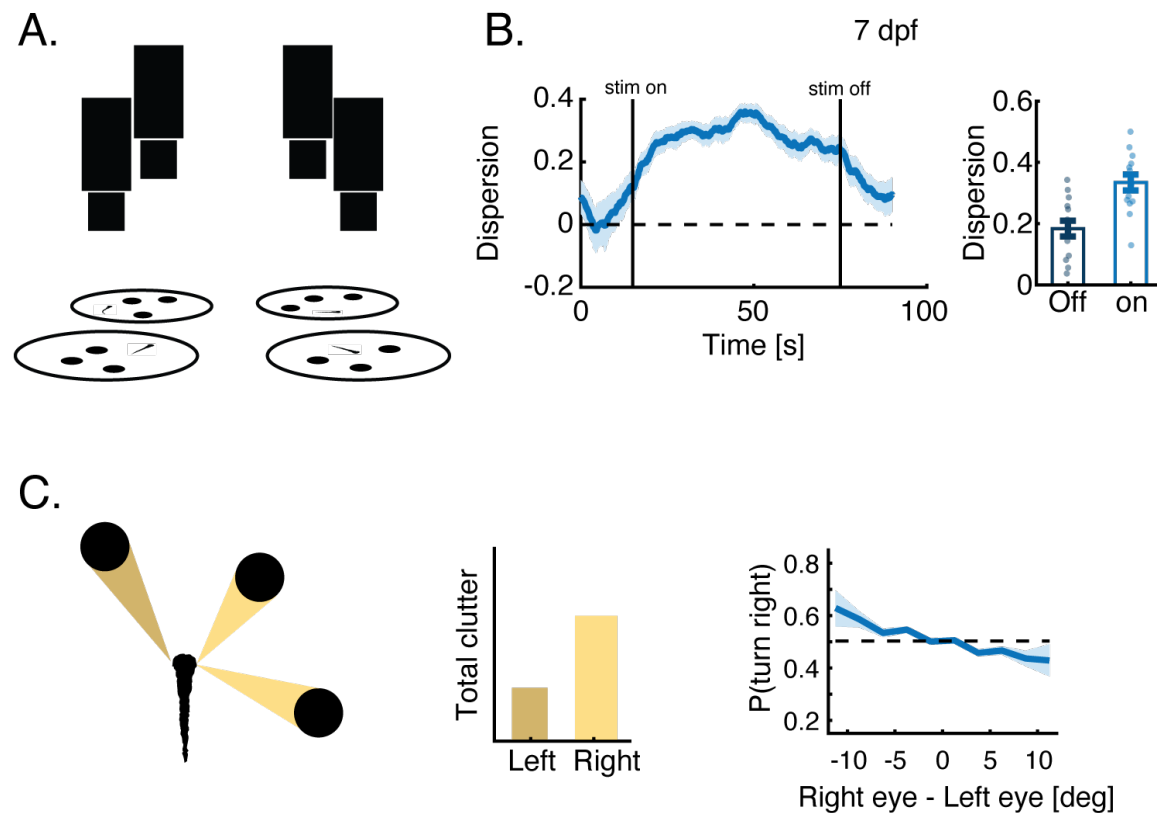 A.
B.
7 dpf
stim on
stim off
0.4
0.2
0
-0.2
Dispersion
0
50
100
Time [s]
0.6
0.4
0.2
0
Dispersion
Off
on
C.
Total clutter
Left
Right
0.8
0.6
0.4
0.2
P(turn right)
-10
-5
0
5
10
Right eye - Left eye [deg]